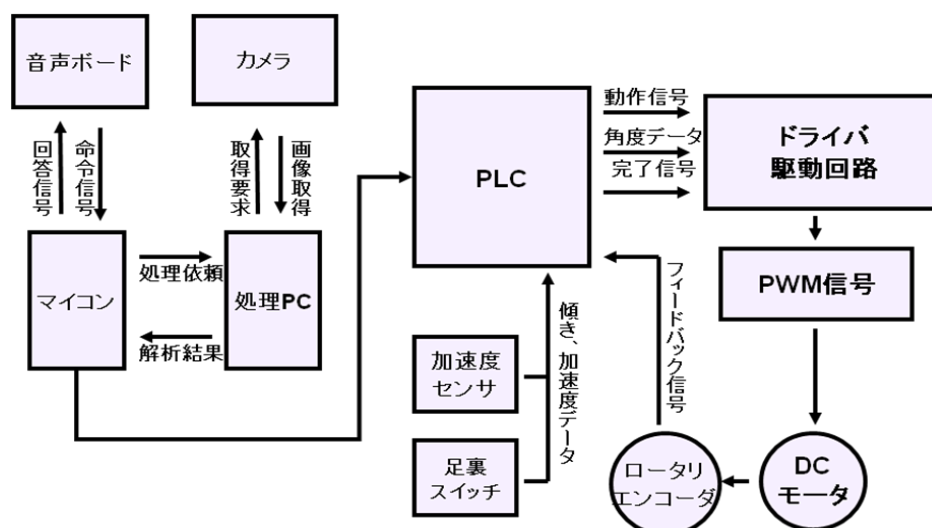 音声ボード
カメラ
回答信号
命令信号
取得要求
画像取得
マイコン
処理依頼
解析結果
処理PC
PLC
動作信号
角度データ
完了信号
ドライバ
駆動回路
PWM信号
加速度
センサ
足裏
スイッチ
傾き、加速度データ
フィードバック信号
ロータリ
エンコーダ
DC
モータ